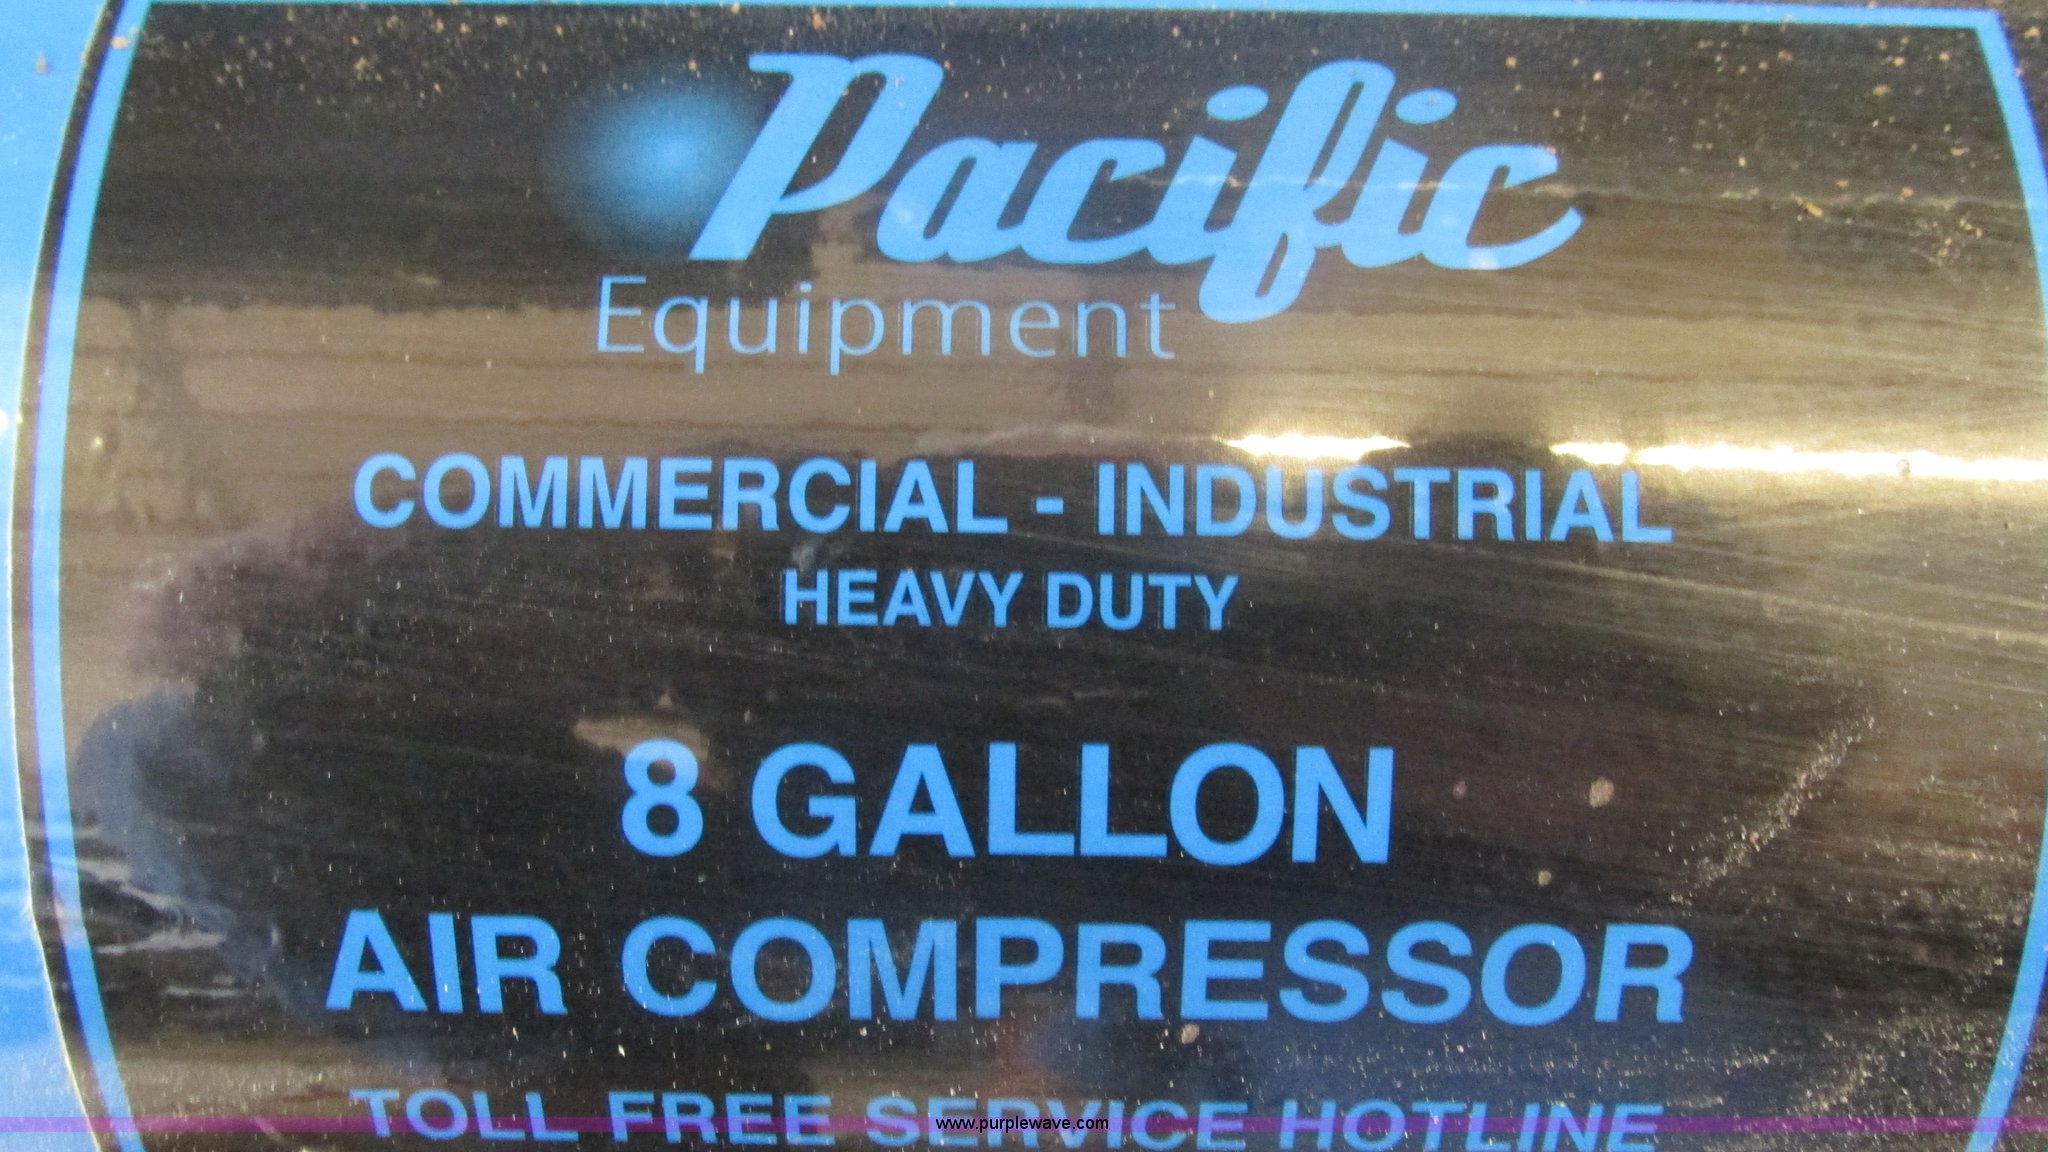 Pacific
Equipment
COMMERCIAL - INDUSTRIAL
HEAVY DUTY
8 GALLON
AIR COMPRESSOR
TOLL FREE SERVICE HOTLINE
www.purplewave.com